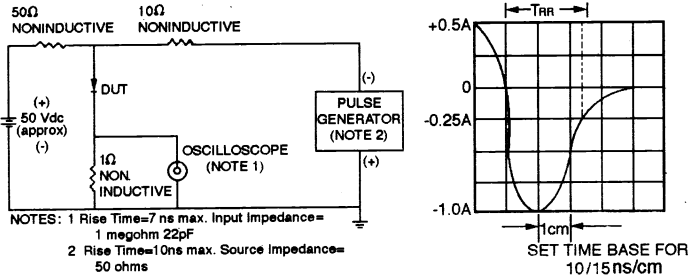 50Ω
NONINDUCTIVE
10Ω
NONINDUCTIVE
DUT
(+)
50 Vdc
(approx)
(-)
1Ω
NON.
INDUCTIVE
OSCILLOSCOPE
(NOTE 1)
(-)
PULSE
GENERATOR
(NOTE 2)
(+)
NOTES: 1 Rise Time=7 ns max. Input Impedance=
1 megohm 22pF
2 Rise Time=10ns max. Source Impedance=
50 ohms
TRR
+0.5A
0
-0.25A
-1.0A
1cm
SET TIME BASE FOR
10/15 ns/cm